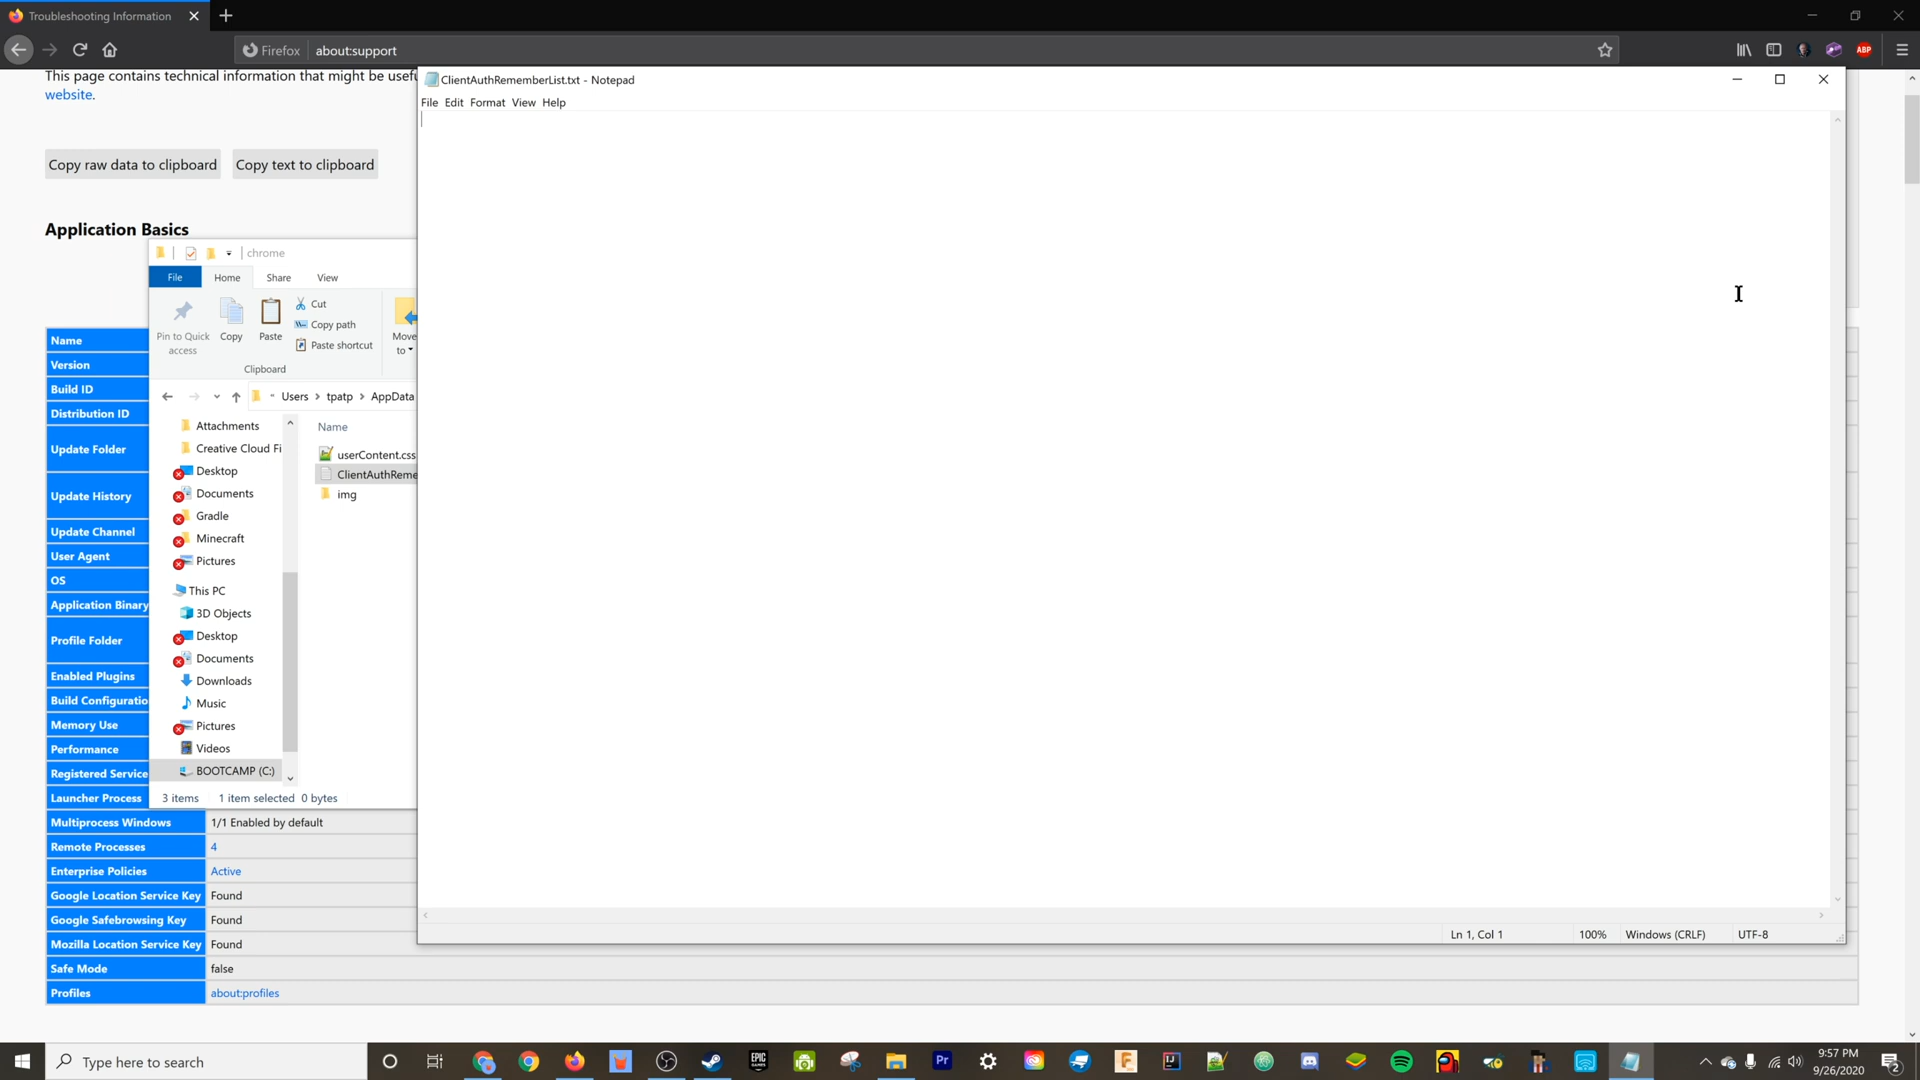 Troubleshooting Information
Firefox
about:support
ABP
This page contains technical information that might be usefu
website.
Copy raw data to clipboard
Copy text to clipboard
Application Basics
ClientAuthRememberList.txt - Notepad
File Edit Format View Help
chrome
File
Home
Share
View
Pin to Quick
access
Copy
Paste
Cut
Copy path
Paste shortcut
Move
to
Clipboard
Users
tpatp
AppData
Attachments
Creative Cloud Fi
Desktop
Documents
Gradle
Minecraft
Pictures
This PC
3D Objects
Desktop
Documents
Downloads
Music
Pictures
Videos
BOOTCAMP (C:)
Name
userContent.css
ClientAuthReme
img
3 items
1 item selected 0 bytes
Name
Version
Build ID
Distribution ID
Update Folder
Update History
Update Channel
User Agent
OS
Application Binary
Profile Folder
Enabled Plugins
Build Configuratio
Memory Use
Performance
Registered Service
Launcher Process
Multiprocess Windows 1/1 Enabled by default
Remote Processes 4
Enterprise Policies Active
Google Location Service Key Found
Google Safebrowsing Key Found
Mozilla Location Service Key Found
Safe Mode false
Profiles about:profiles
Ln 1, Col 1
100%
Windows (CRLF)
UTF-8
Type here to search
EPIC
GAMES
Pr
9:57 PM
9/26/2020
2